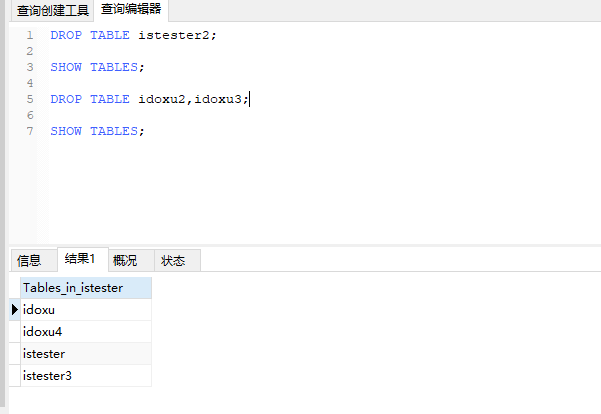 查询创建工具 查询编辑器
1 DROP TABLE istester2;
2
3 SHOW TABLES;
4
5 DROP TABLE idoxu2,idoxu3;
6
7 SHOW TABLES;
信息 结果1 概况 状态
Tables_in_istester
idoxu
idoxu4
istester
istester3